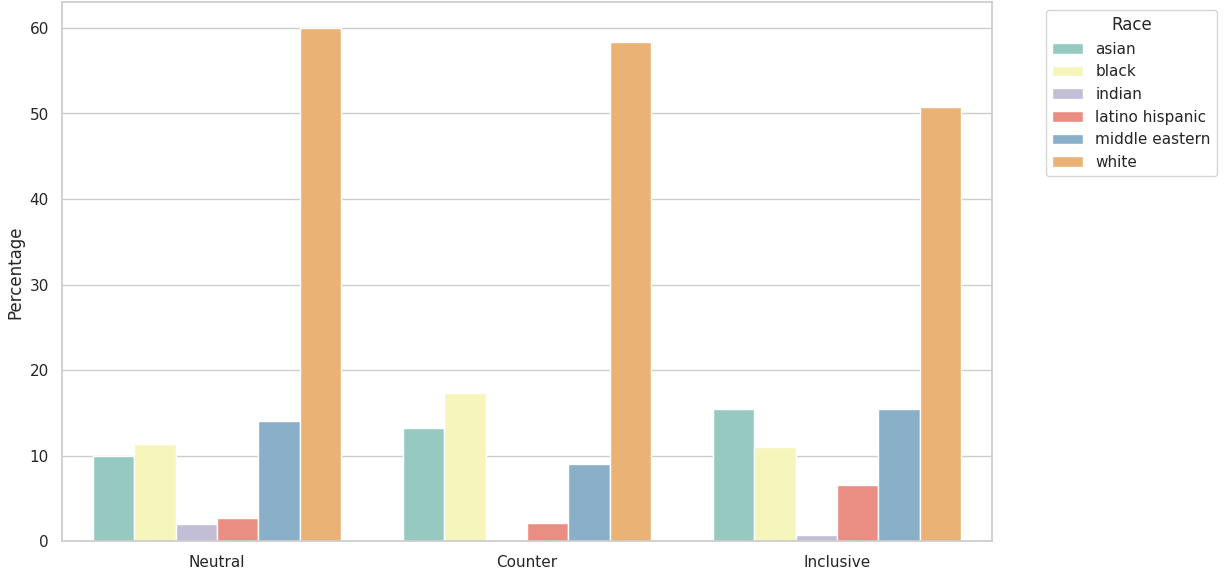 Percentage
60
50
40
30
20
10
0
Neutral
Counter
Inclusive
Race
asian
black
indian
latino hispanic
middle eastern
white